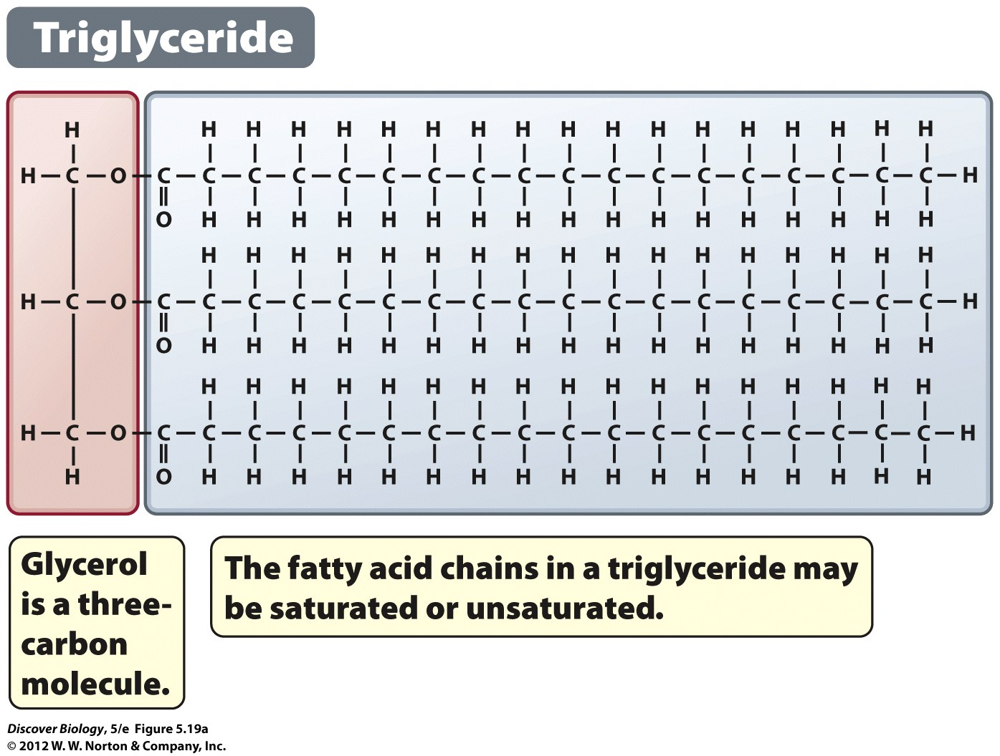 Triglyceride
H H H H H H H H H H H H H H H H H H
H — C — O — C — C — C — C — C — C — C — C — C — C — C — C — C — C — C — C — C — C — H
O H H H H H H H H H H H H H H H H H
H H H H H H H H H H H H H H H H H
H — C — O — C — C — C — C — C — C — C — C — C — C — C — C — C — C — C — C — C — C — H
O H H H H H H H H H H H H H H H H H
H H H H H H H H H H H H H H H H H
H — C — O — C — C — C — C — C — C — C — C — C — C — C — C — C — C — C — C — C — C — H
H O H H H H H H H H H H H H H H H H H
Glycerol
is a three-
carbon
molecule.
The fatty acid chains in a triglyceride may
be saturated or unsaturated.
Discover Biology, 5/e Figure 5.19a
© 2012 W. W. Norton & Company, Inc.